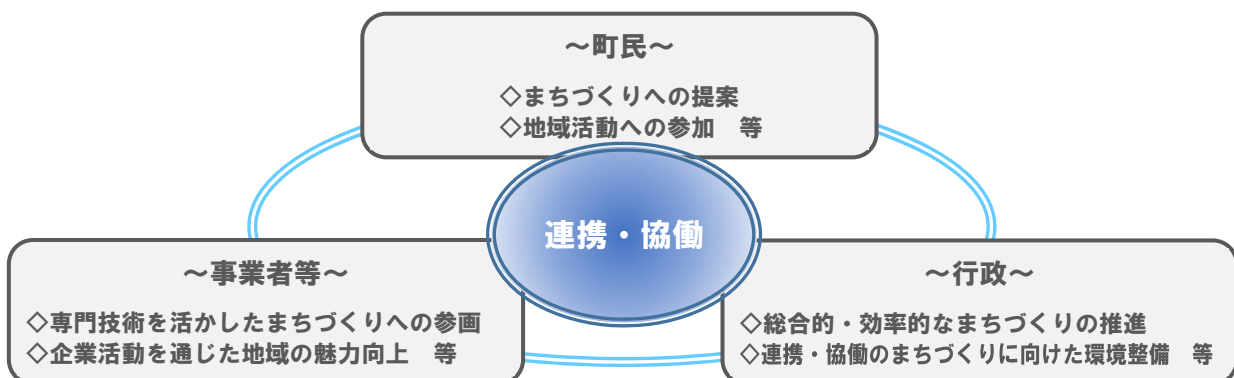 ～町民～
◇まちづくりへの提案
◇地域活動への参加　等
連携・協働
～事業者等～
◇専門技術を活かしたまちづくりへの参画
◇企業活動を通じた地域の魅力向上　等
～行政～
◇総合的・効率的なまちづくりの推進
◇連携・協働のまちづくりに向けた環境整備　等